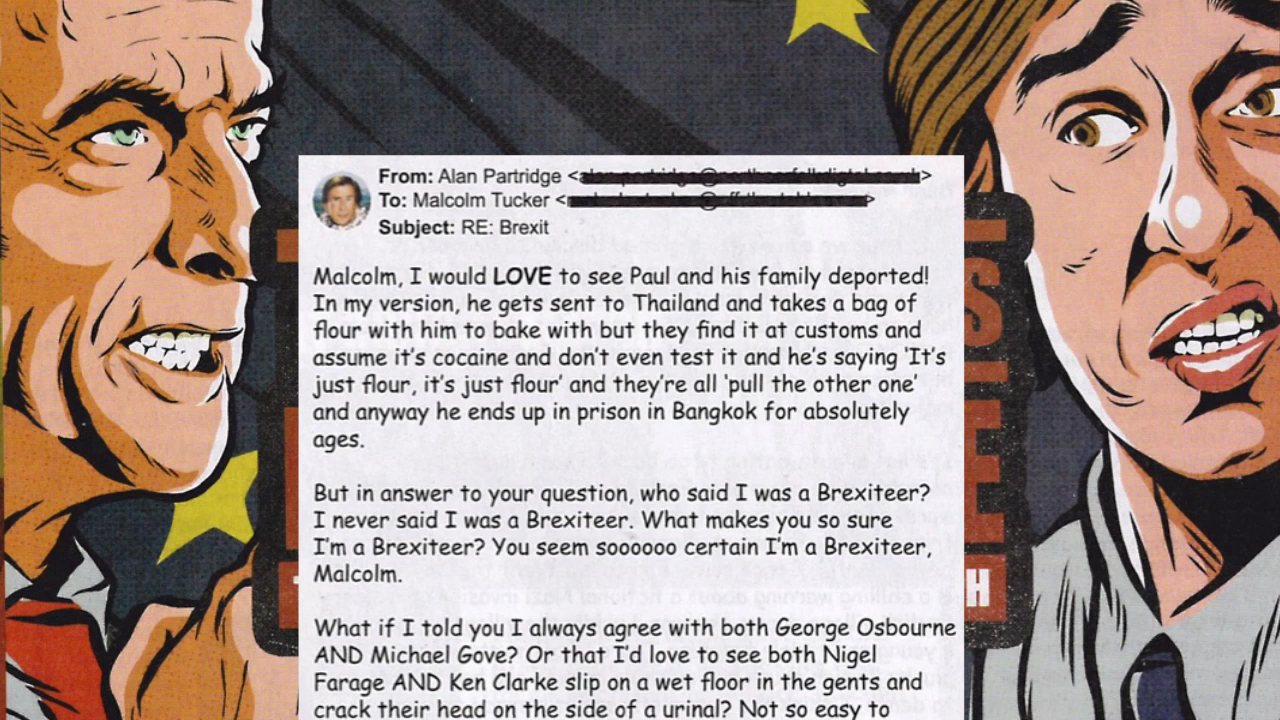 From: Alan Partridge <
To: Malcolm Tucker <
Subject: RE: Brexit
Malcolm, I would LOVE to see Paul and his family deported!
In my version, he gets sent to Thailand and takes a bag of
flour with him to bake with but they find it at customs and
assume it's cocaine and don't even test it and he's saying 'It's
just flour, it's just flour' and they're all 'pull the other one'
and anyway he ends up in prison in Bangkok for absolutely
ages.
But in answer to your question, who said I was a Brexiteer?
I never said I was a Brexiteer. What makes you so sure
I'm a Brexiteer? You seem soooooo certain I'm a Brexiteer,
Malcolm.
What if I told you I always agree with both George Osbourne
AND Michael Gove? Or that I'd love to see both Nigel
Farage AND Ken Clarke slip on a wet floor in the gents and
crack their head on the side of a urinal? Not so easy to